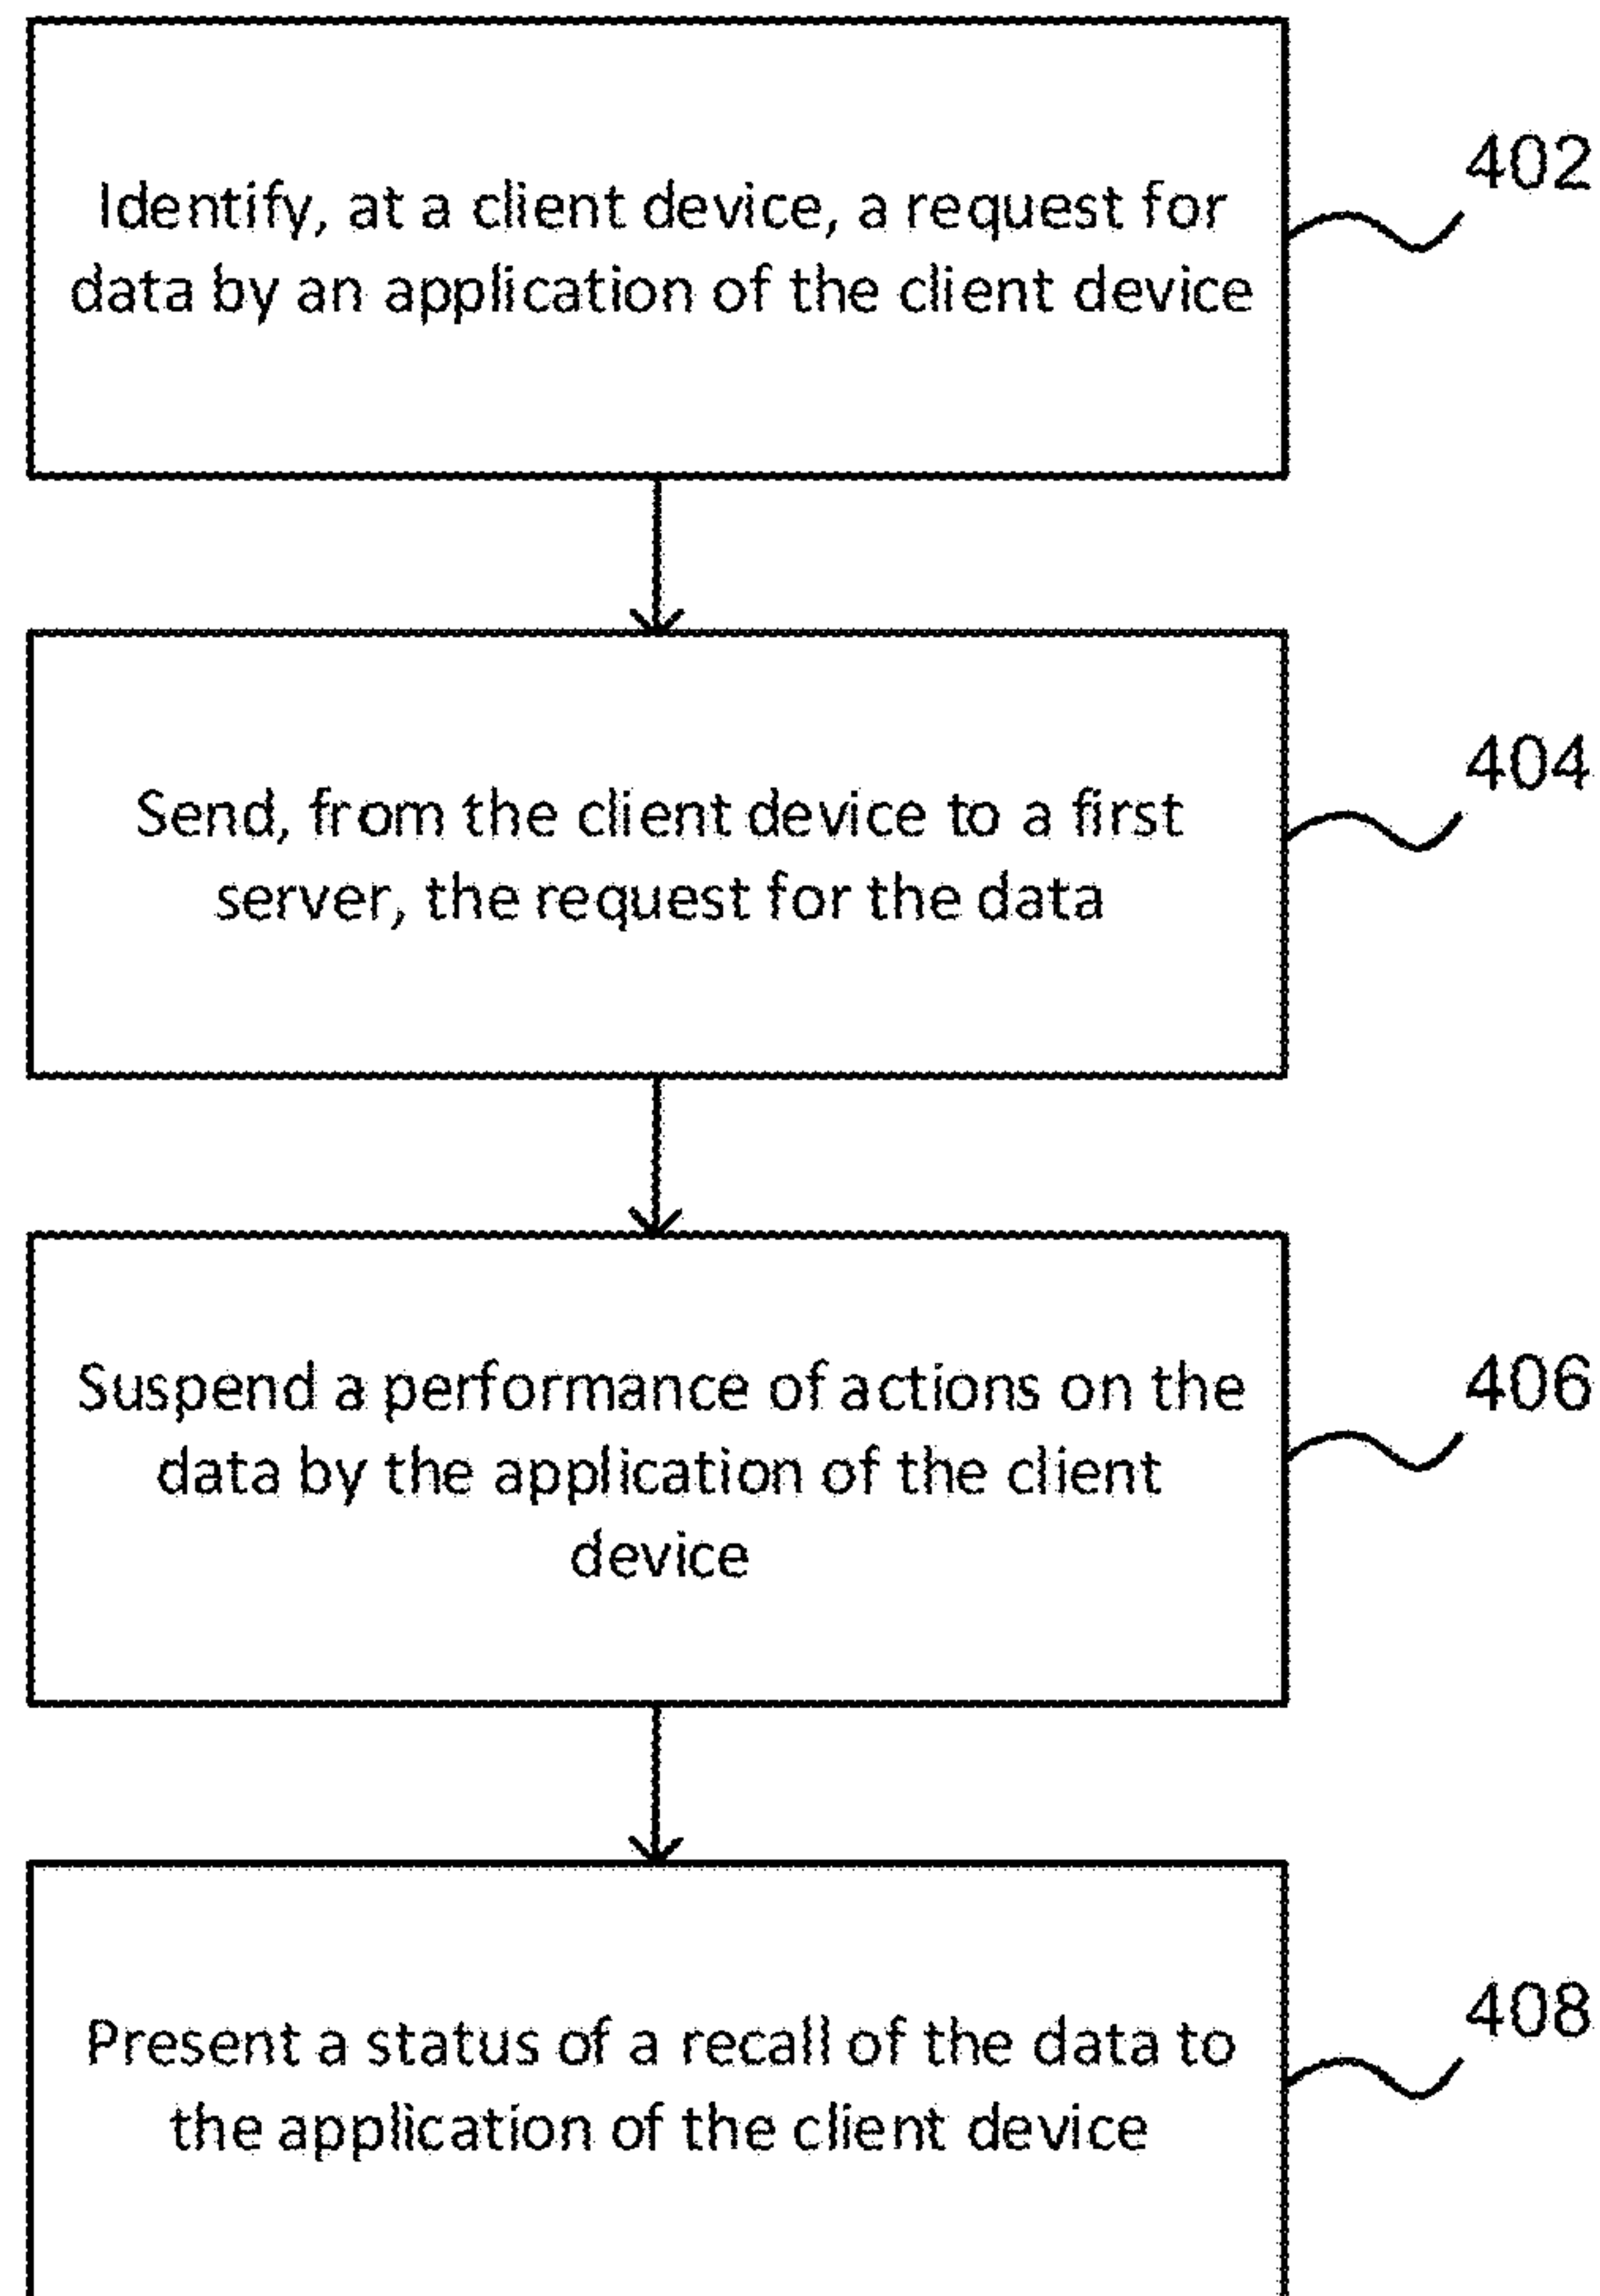 402
Identify, at a client device, a request for
data by an application of the client device
404
Send, from the client device to a first
server, the request for the data
406
Suspend a performance of actions on the
data by the application of the client
device
408
Present a status of a recall of the data to
the application of the client device